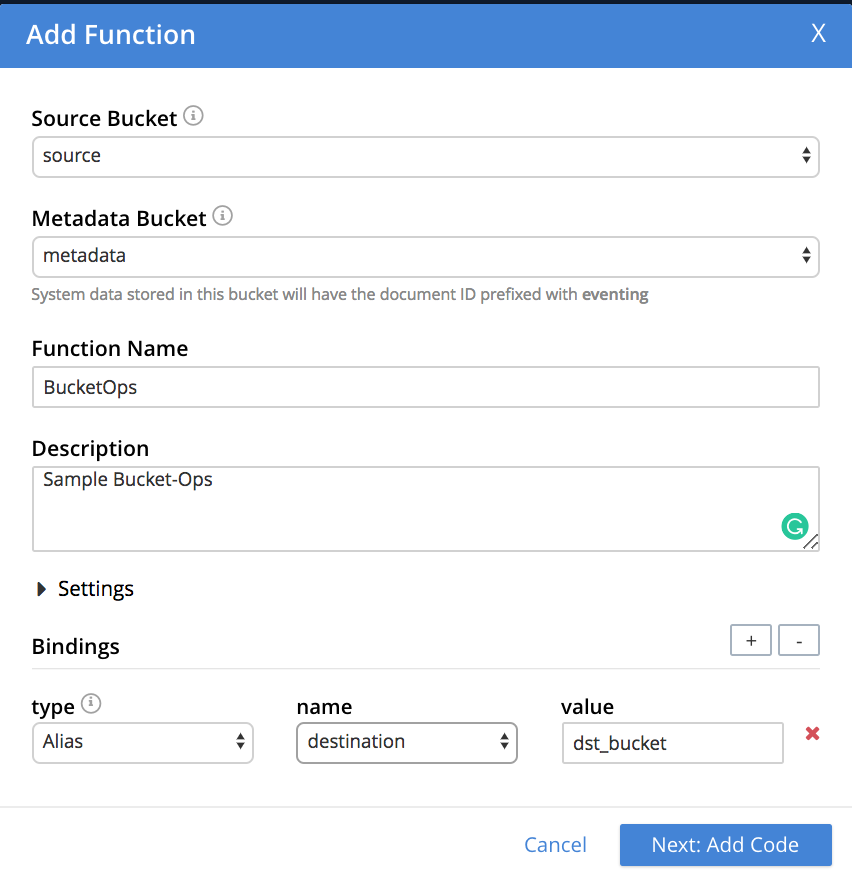 Add Function X
Source Bucket i
source
Metadata Bucket i
metadata
System data stored in this bucket will have the document ID prefixed with eventing
Function Name
BucketOps
Description
Sample Bucket-Ops
G
Settings
Bindings + -
type i name value
Alias destination dst_bucket
Cancel Next: Add Code